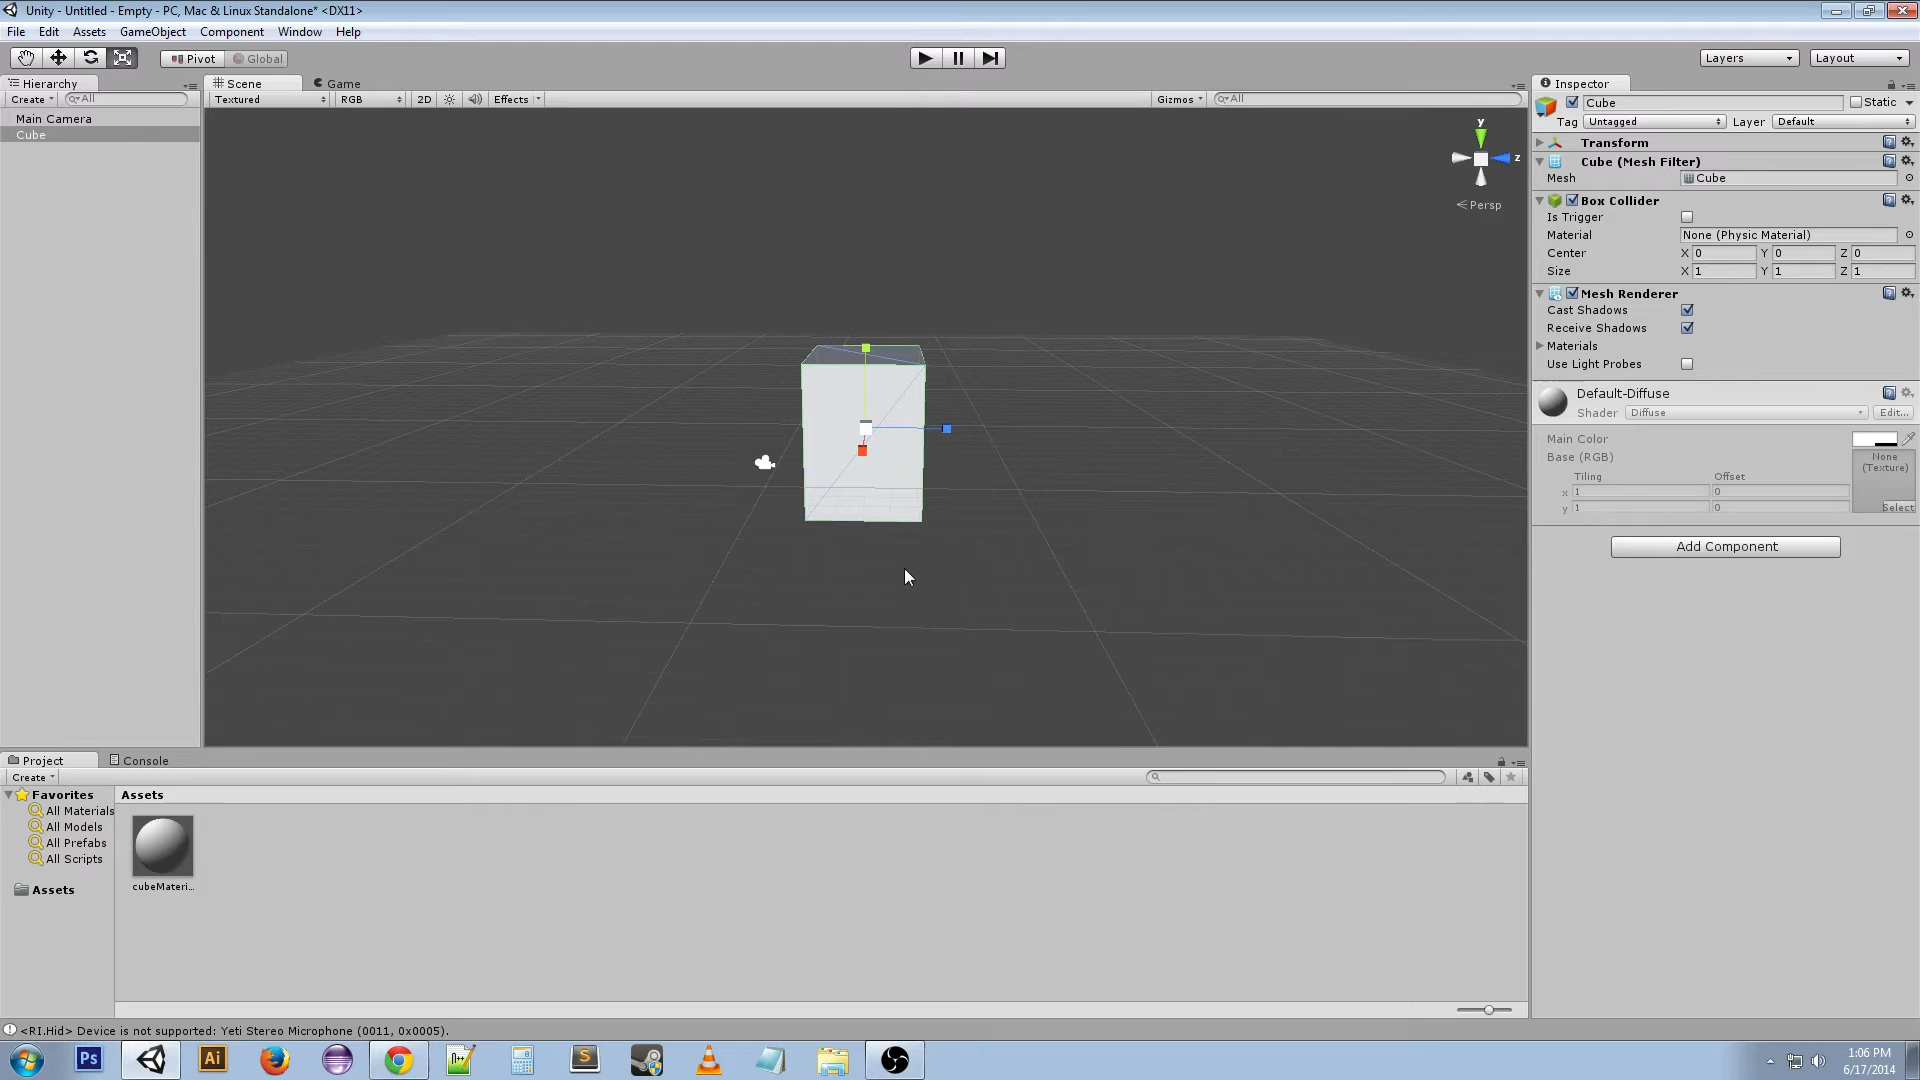 Unity - Untitled - Empty - PC, Mac & Linux Standalone* <DX11>
File Edit Assets GameObject Component Window Help
Pivot Global Layers Layout
Hierarchy
Create All
Main Camera
Cube
Scene Game
Textured RGB 2D Effects Gizmos All
y
z
Persp
Inspector
Cube Static
Tag Untagged Layer Default
Transform
Cube (Mesh Filter)
Mesh Cube
Box Collider
Is Trigger
Material None (Physic Material)
Center X 0 Y 0 Z 0
Size X 1 Y 1 Z 1
Mesh Renderer
Cast Shadows
Receive Shadows
Materials
Use Light Probes
Default-Diffuse
Shader Diffuse Edit...
Main Color
Base (RGB)
None
(Texture)
Tiling Offset
x 1 0
y 1 0
Select
Add Component
Project Console
Create
Favorites
All Materials
All Models
All Prefabs
All Scripts
Assets
Assets
cubeMateri...
<RI.Hid> Device is not supported: Yeti Stereo Microphone (0011, 0x0005).
Ps Ai S
1:06 PM
6/17/2014